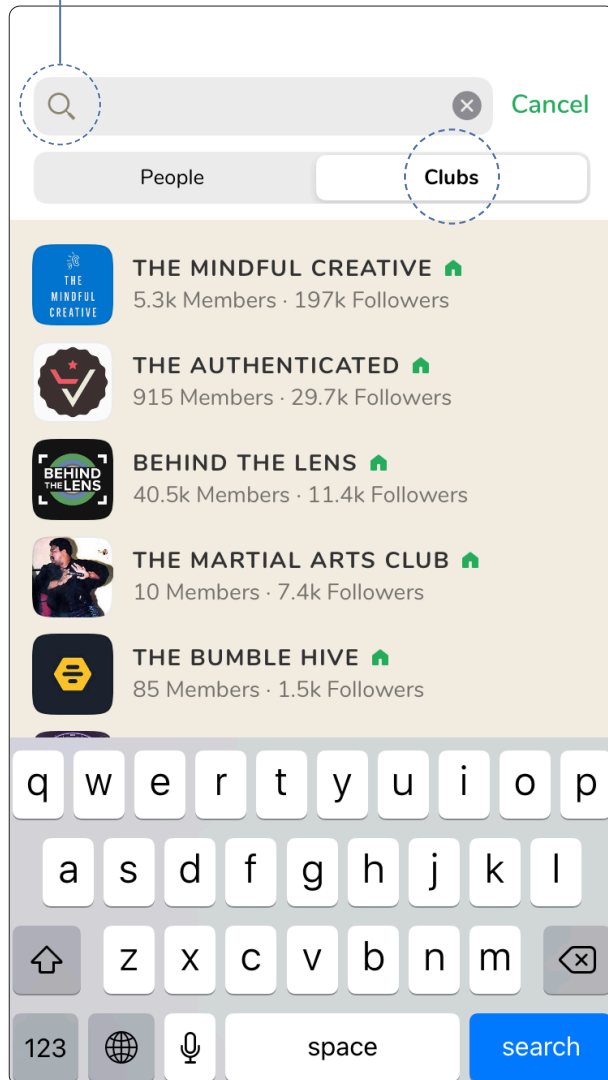 Cancel
People
Clubs
THE
MINDFUL
CREATIVE
THE MINDFUL CREATIVE
5.3k Members · 197k Followers
THE AUTHENTICATED
915 Members · 29.7k Followers
BEHIND
THE LENS
BEHIND THE LENS
40.5k Members · 11.4k Followers
THE MARTIAL ARTS CLUB
10 Members · 7.4k Followers
THE BUMBLE HIVE
85 Members · 1.5k Followers
q w e r t y u i o p
a s d f g h j k l
z x c v b n m
123 space search